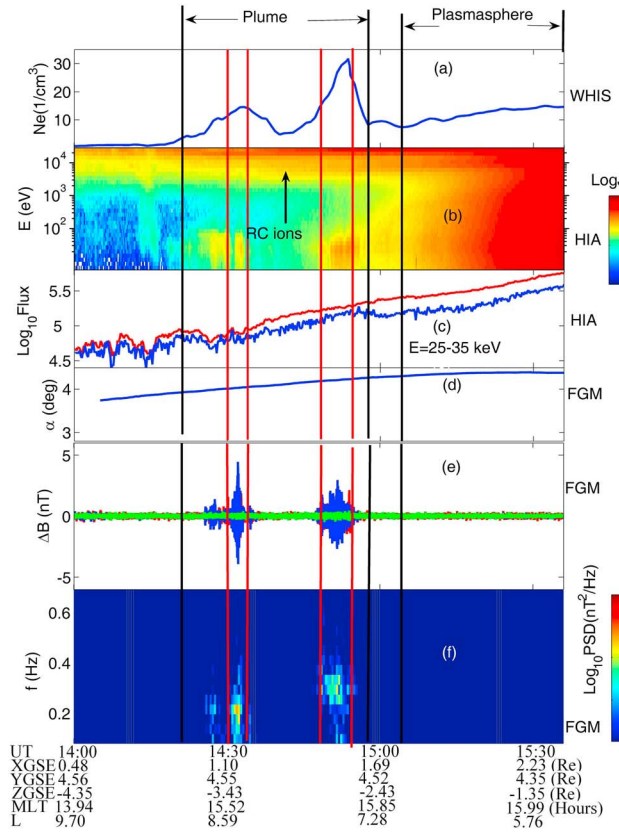 Plume Plasmasphere
30
20
10
Ne(1/cm³)
(a)
WHIS
10⁴
10³
10²
E (eV)
RC ions
(b)
Log
HIA
5.5
5
4.5
Log₁₀Flux
(c)
E=25-35 keV
HIA
4
3
α (deg)
(d)
FGM
5
0
-5
ΔB (nT)
(e)
FGM
0.6
0.4
0.2
f (Hz)
(f)
Log₁₀PSD(nT²/Hz)
FGM
UT 14:00 14:30 15:00 15:30
XGSE 0.48 1.10 1.69 2.23 (Re)
YGSE 4.56 4.55 4.52 4.35 (Re)
ZGSE -4.35 -3.43 -2.43 -1.35 (Re)
MLT 13.94 15.52 15.85 15.99 (Hours)
L 9.70 8.59 7.28 5.76